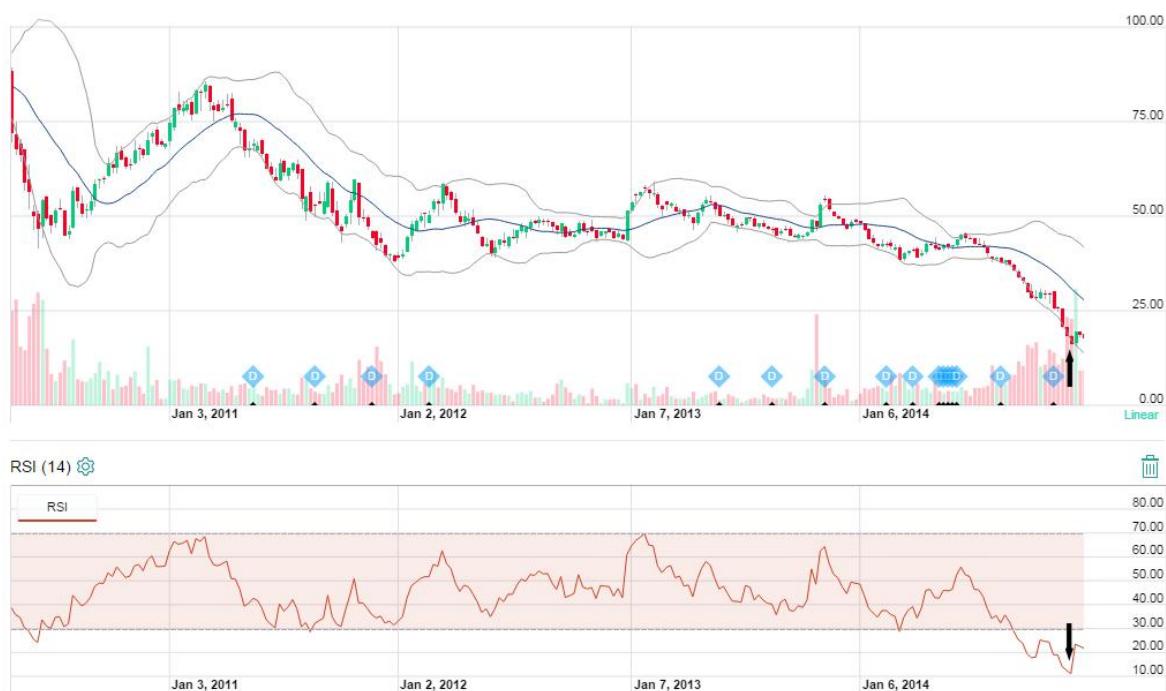 100.00
75.00
50.00
25.00
0.00
D D D D D D D D D D D D D D D
Jan 3, 2011 Jan 2, 2012 Jan 7, 2013 Jan 6, 2014
Linear
RSI (14)
RSI
80.00
70.00
60.00
50.00
40.00
30.00
20.00
10.00
Jan 3, 2011 Jan 2, 2012 Jan 7, 2013 Jan 6, 2014